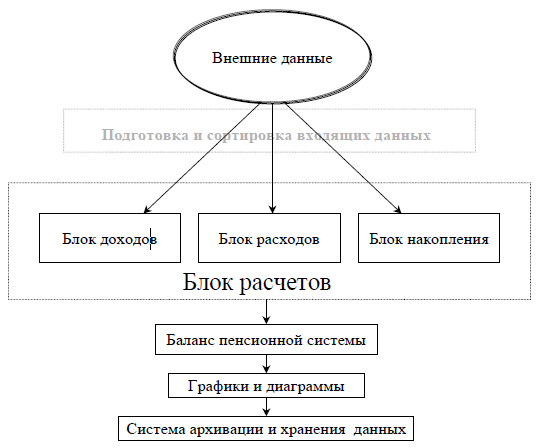 Внешние данные
Подготовка и сортировка входящих данных
Блок доходов
Блок расходов
Блок накопления
Блок расчетов
Баланс пенсионной системы
Графики и диаграммы
Система архивации и хранения данных